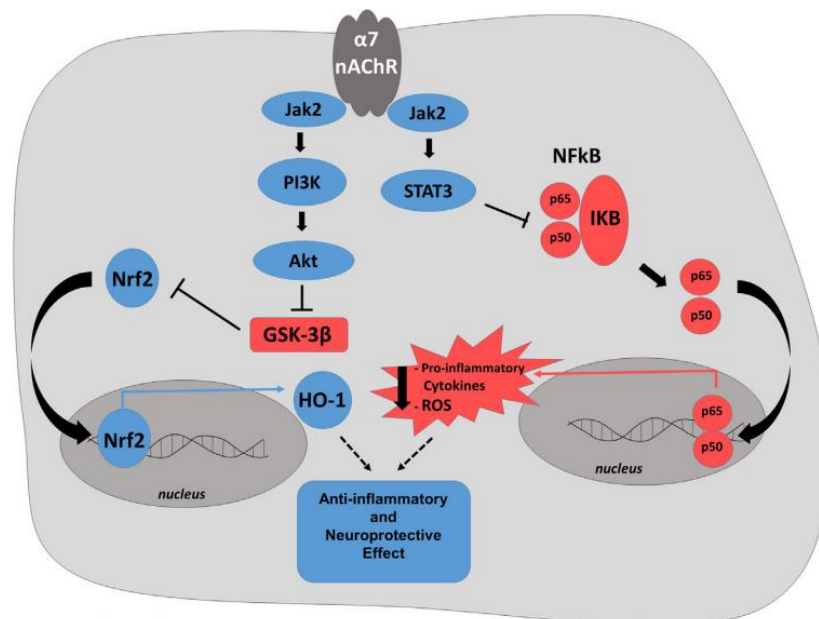 α7
nAChR
Jak2
Jak2
PI3K
STAT3
NFkB
p65
p50
IKB
Akt
Nrf2
GSK-3β
p65
p50
- Pro-inflammatory
Cytokines
- ROS
HO-1
Nrf2
nucleus
p65
p50
nucleus
Anti-inflammatory
and
Neuroprotective
Effect